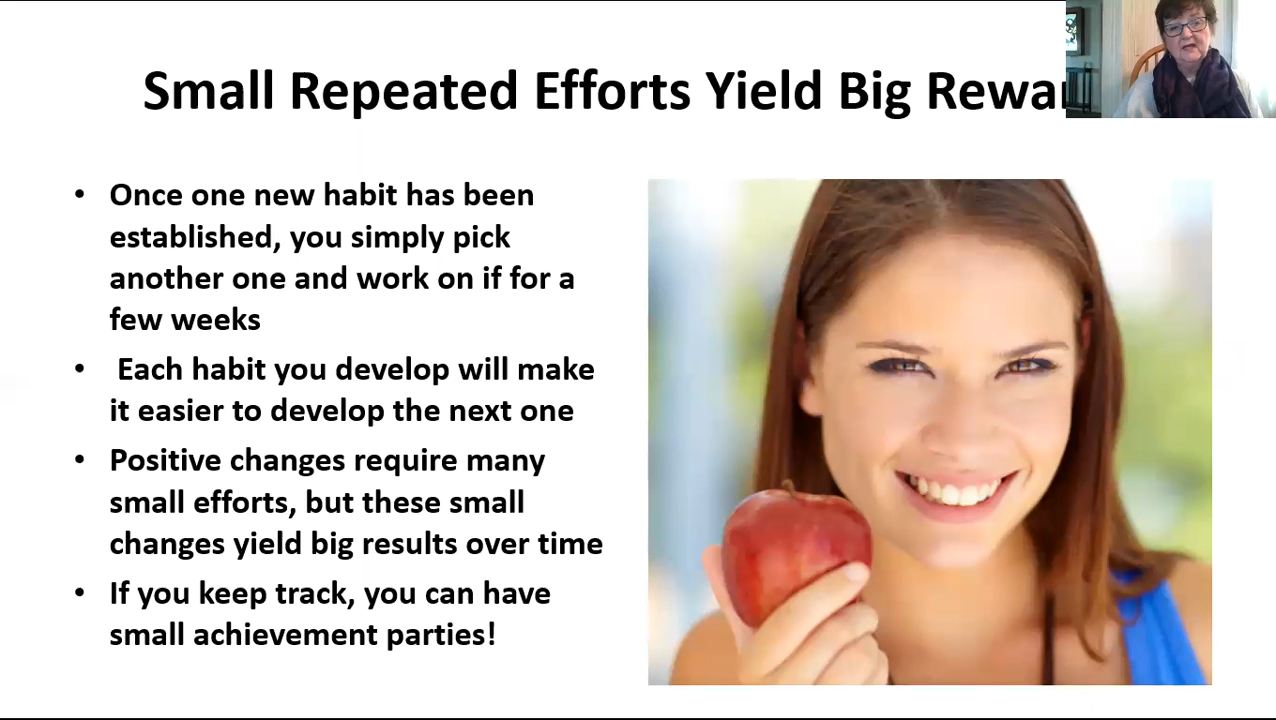 Small Repeated Efforts Yield Big
• Once one new habit has been
established, you simply pick
another one and work on if for a
few weeks
• Each habit you develop will make
it easier to develop the next one
• Positive changes require many
small efforts, but these small
changes yield big results over time
• If you keep track, you can have
small achievement parties!